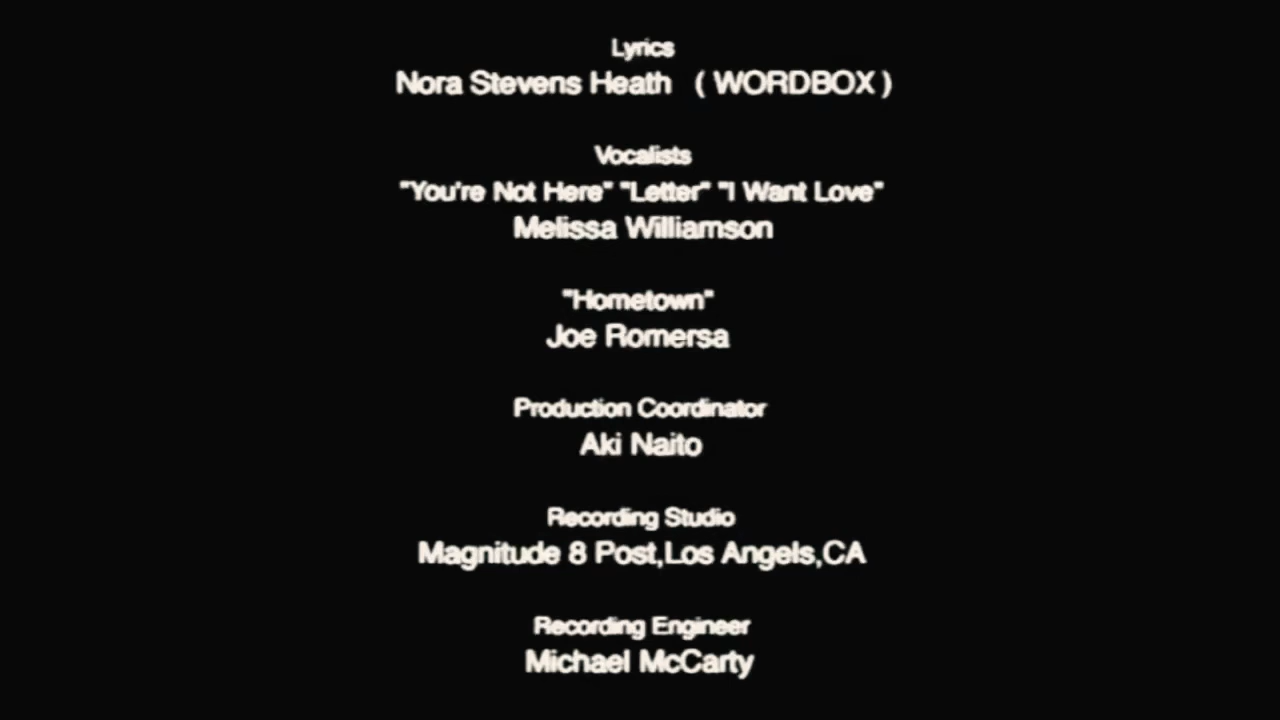 Lyrics
Nora Stevens Heath ( WORDBOX )
Vocalists
"You're Not Here" "Letter" "I Want Love"
Melissa Williamson
"Hometown"
Joe Romersa
Production Coordinator
Aki Naito
Recording Studio
Magnitude 8 Post,Los Angels,CA
Recording Engineer
Michael McCarty